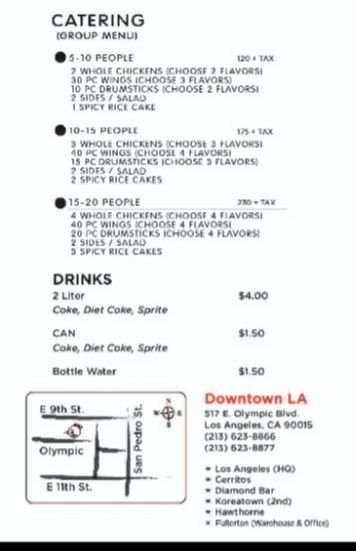 CATERING
(GROUP MENU)
5-10 PEOPLE 120 + TAX
2 WHOLE CHICKENS (CHOOSE 2 FLAVORS)
30 PC WINGS (CHOOSE 3 FLAVORS)
10 PC DRUMSTICKS (CHOOSE 2 FLAVORS)
2 SIDES / SALAD
1 SPICY RICE CAKE
10-15 PEOPLE 175 + TAX
3 WHOLE CHICKENS (CHOOSE 3 FLAVORS)
40 PC WINGS (CHOOSE 4 FLAVORS)
15 PC DRUMSTICKS (CHOOSE 3 FLAVORS)
2 SIDES / SALAD
2 SPICY RICE CAKES
15-20 PEOPLE 230 + TAX
4 WHOLE CHICKENS (CHOOSE 4 FLAVORS)
40 PC WINGS (CHOOSE 4 FLAVORS)
20 PC DRUMSTICKS (CHOOSE 4 FLAVORS)
2 SIDES / SALAD
3 SPICY RICE CAKES
DRINKS
2 Liter $4.00
Coke, Diet Coke, Sprite
CAN $1.50
Coke, Diet Coke, Sprite
Bottle Water $1.50
E 9th St.
Olympic
E 11th St.
San Pedro St.
N
W E
S
Downtown LA
517 E. Olympic Blvd.
Los Angeles, CA 90015
(213) 623-8866
(213) 623-8877
* Los Angeles (HQ)
* Cerritos
* Diamond Bar
* Koreatown (2nd)
* Hawthorne
* Fullerton (Warehouse & Office)